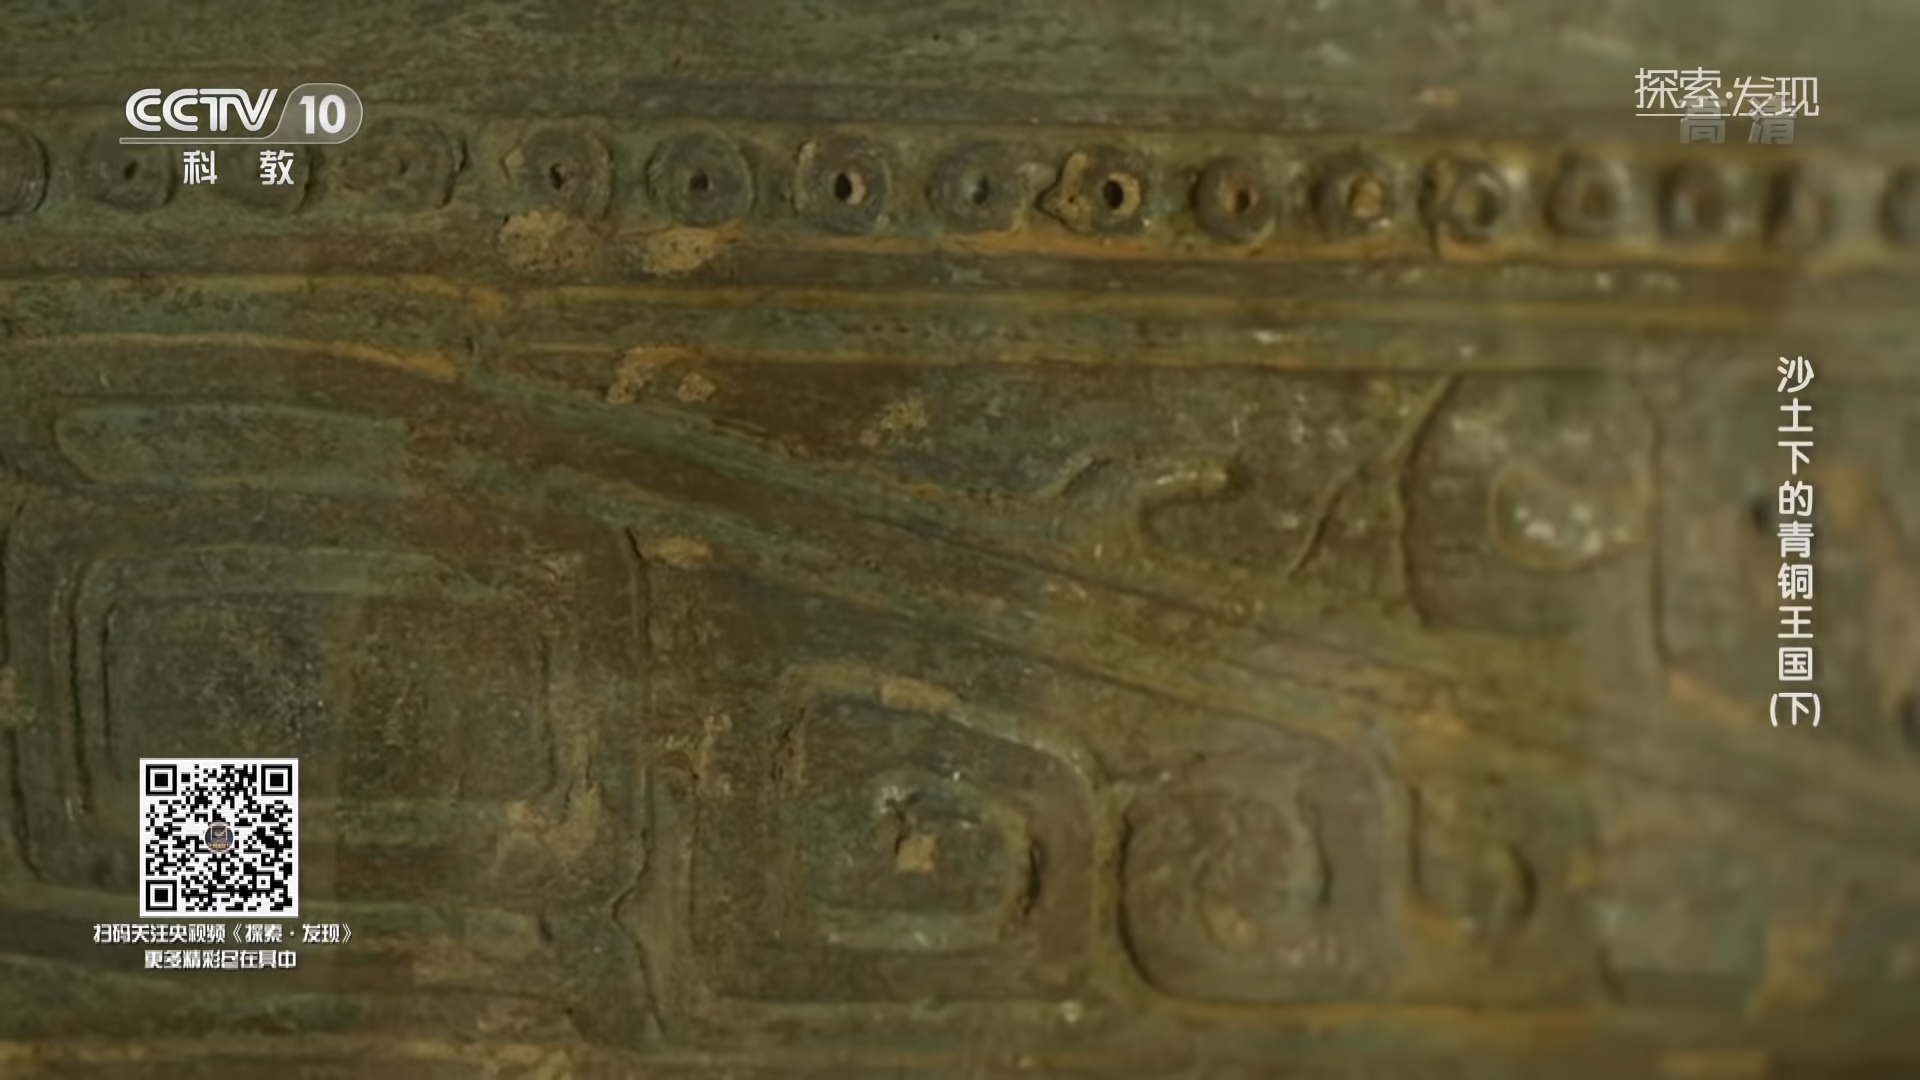 CCTV 10
科 教
探索·发现
高清
沙土下的青铜王国(下)
扫码关注央视频《探索·发现》
更多精彩尽在其中